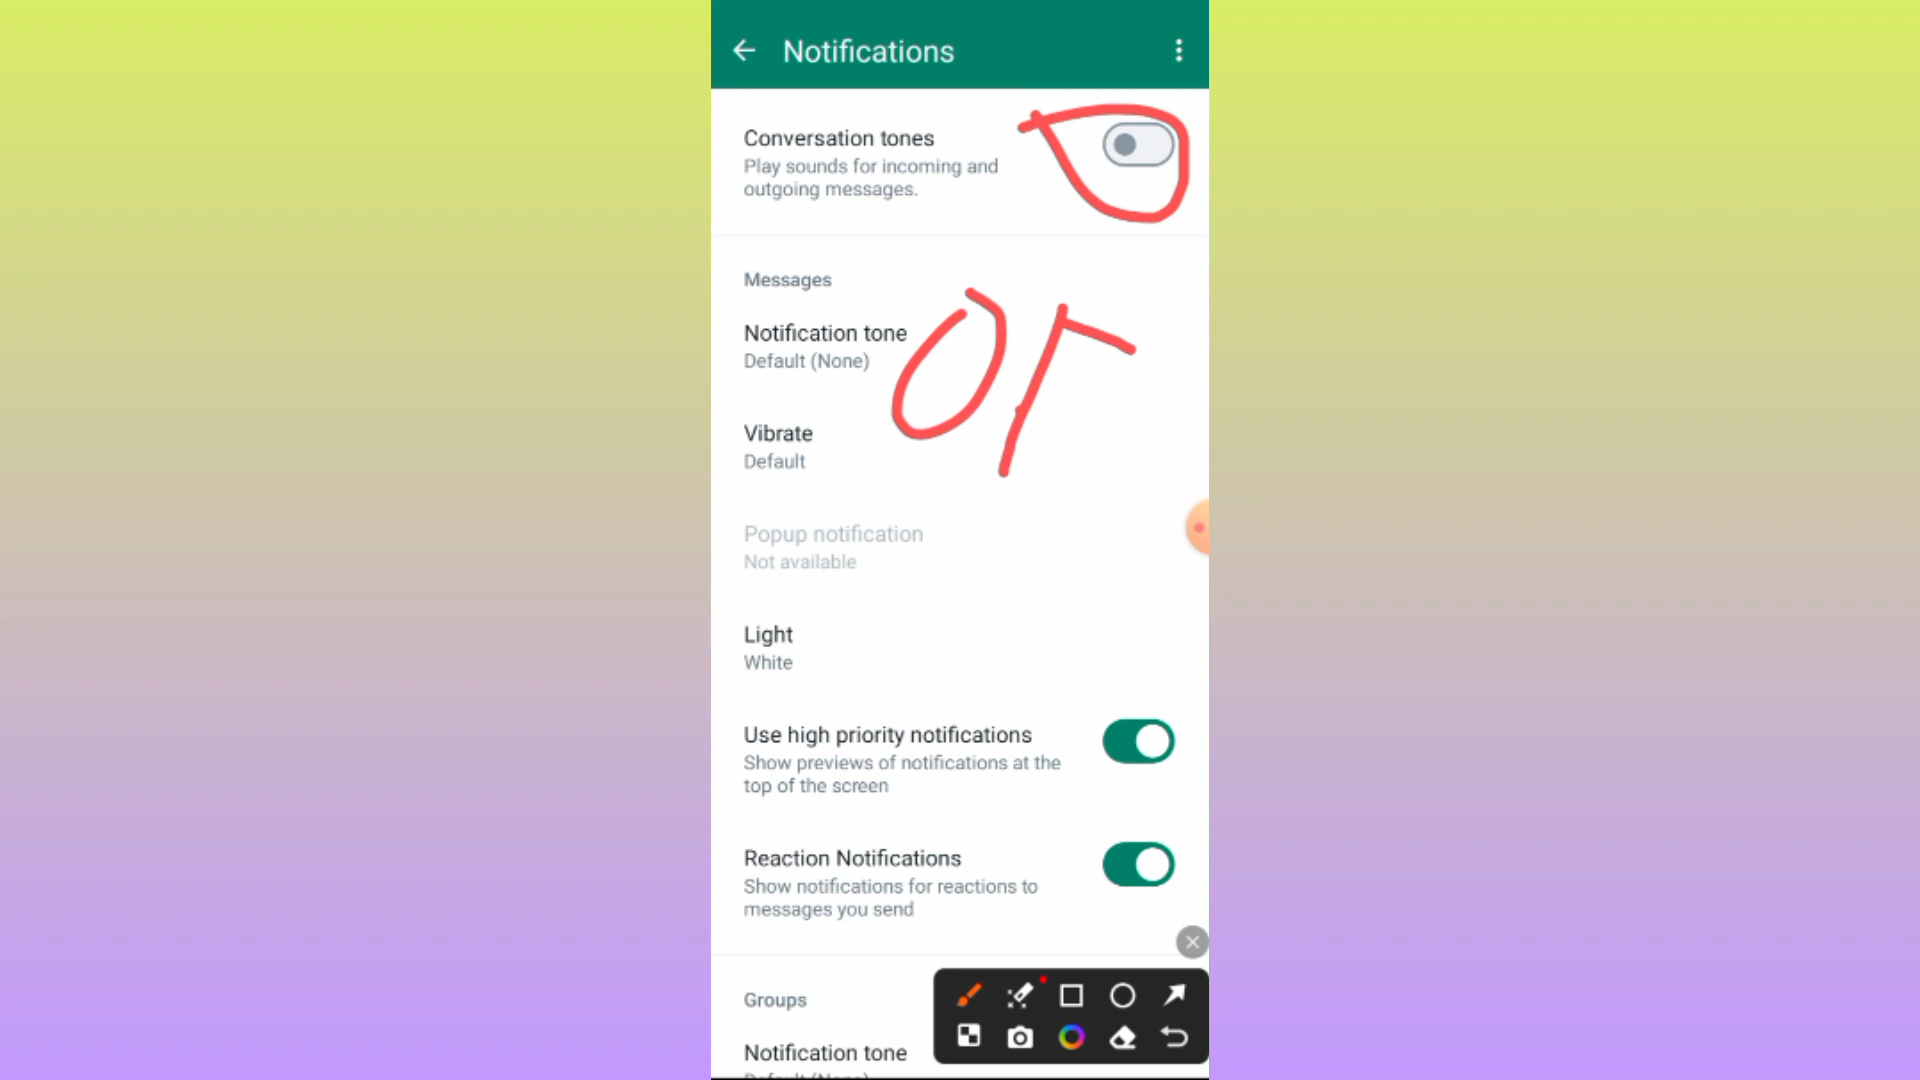 Notifications
Conversation tones
Play sounds for incoming and
outgoing messages.
Messages
Notification tone
Default (None)
or
Vibrate
Default
Popup notification
Not available
Light
White
Use high priority notifications
Show previews of notifications at the
top of the screen
Reaction Notifications
Show notifications for reactions to
messages you send
Groups
Notification tone
Default (None)